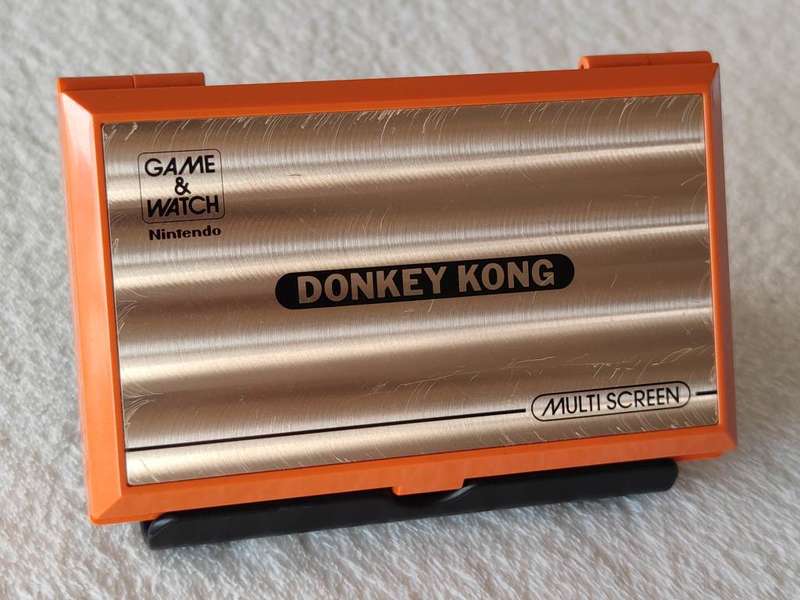 GAME
&
WATCH
Nintendo
DONKEY KONG
MULTI SCREEN